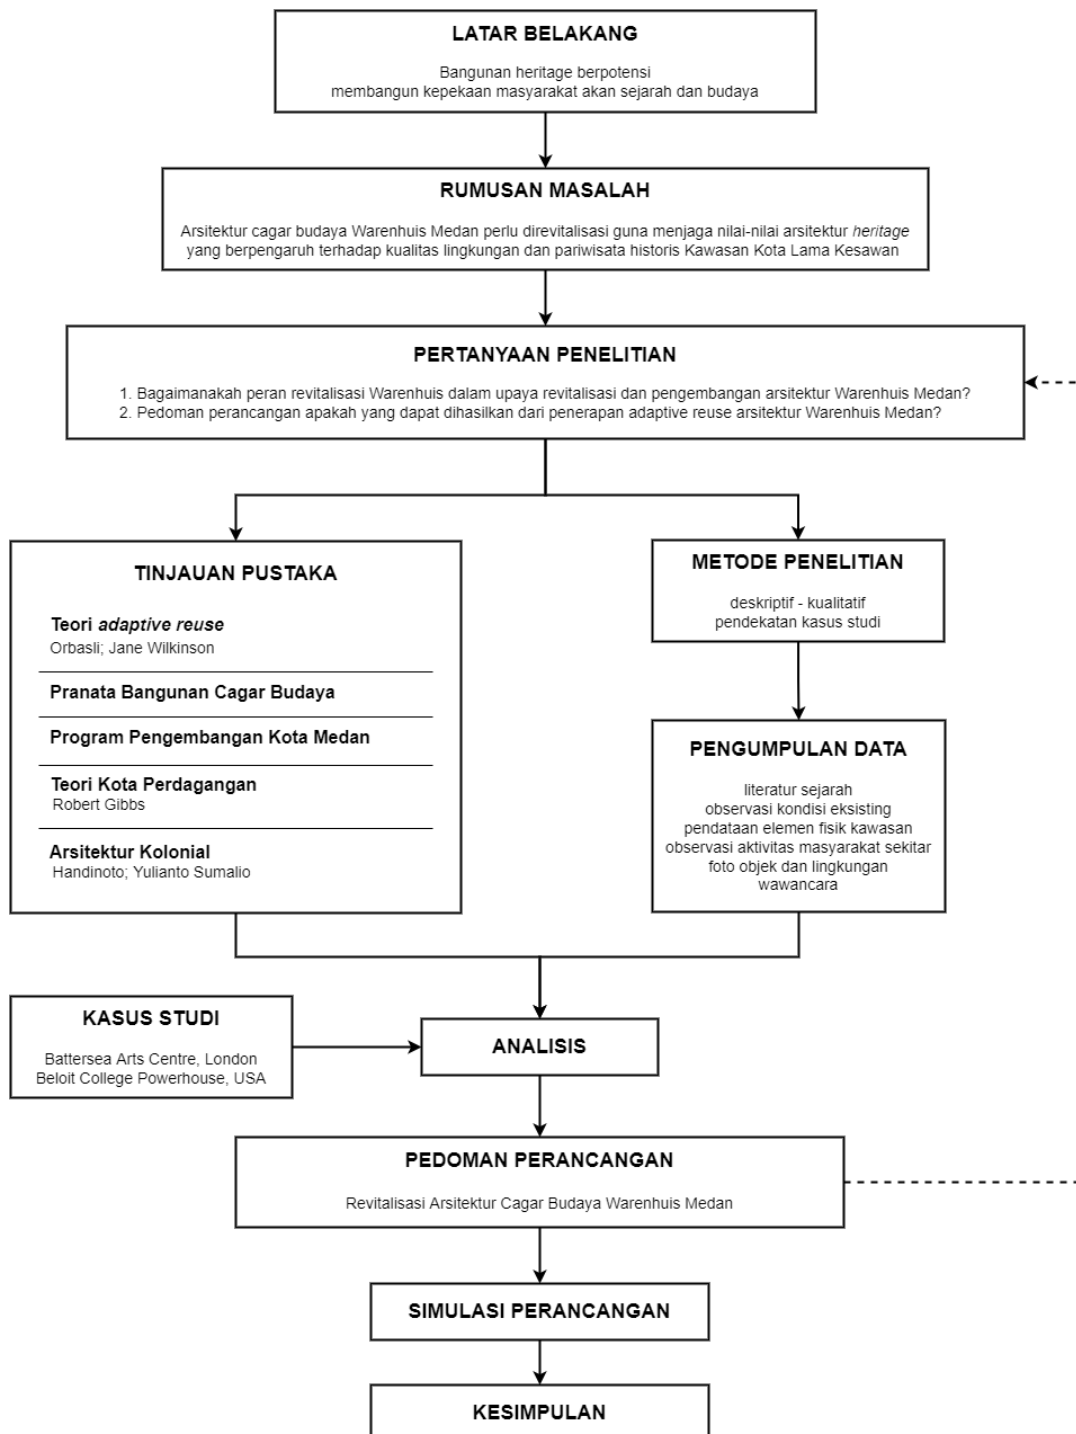 LATAR BELAKANG
Bangunan heritage berpotensi
membangun kepekaan masyarakat akan sejarah dan budaya
RUMUSAN MASALAH
Arsitektur cagar budaya Warenhuis Medan perlu direvitalisasi guna menjaga nilai-nilai arsitektur heritage
yang berpengaruh terhadap kualitas lingkungan dan pariwisata historis Kawasan Kota Lama Kesawan
PERTANYAAN PENELITIAN
1. Bagaimanakah peran revitalisasi Warenhuis dalam upaya revitalisasi dan pengembangan arsitektur Warenhuis Medan?
2. Pedoman perancangan apakah yang dapat dihasilkan dari penerapan adaptive reuse arsitektur Warenhuis Medan?
TINJAUAN PUSTAKA
Teori adaptive reuse
Orbasli; Jane Wilkinson
Pranata Bangunan Cagar Budaya
Program Pengembangan Kota Medan
Teori Kota Perdagangan
Robert Gibbs
Arsitektur Kolonial
Handinoto; Yulianto Sumalio
METODE PENELITIAN
deskriptif - kualitatif
pendekatan kasus studi
PENGUMPULAN DATA
literatur sejarah
observasi kondisi eksisting
pendataan elemen fisik kawasan
observasi aktivitas masyarakat sekitar
foto objek dan lingkungan
wawancara
KASUS STUDI
Battersea Arts Centre, London
Beloit College Powerhouse, USA
ANALISIS
PEDOMAN PERANCANGAN
Revitalisasi Arsitektur Cagar Budaya Warenhuis Medan
SIMULASI PERANCANGAN
KESIMPULAN